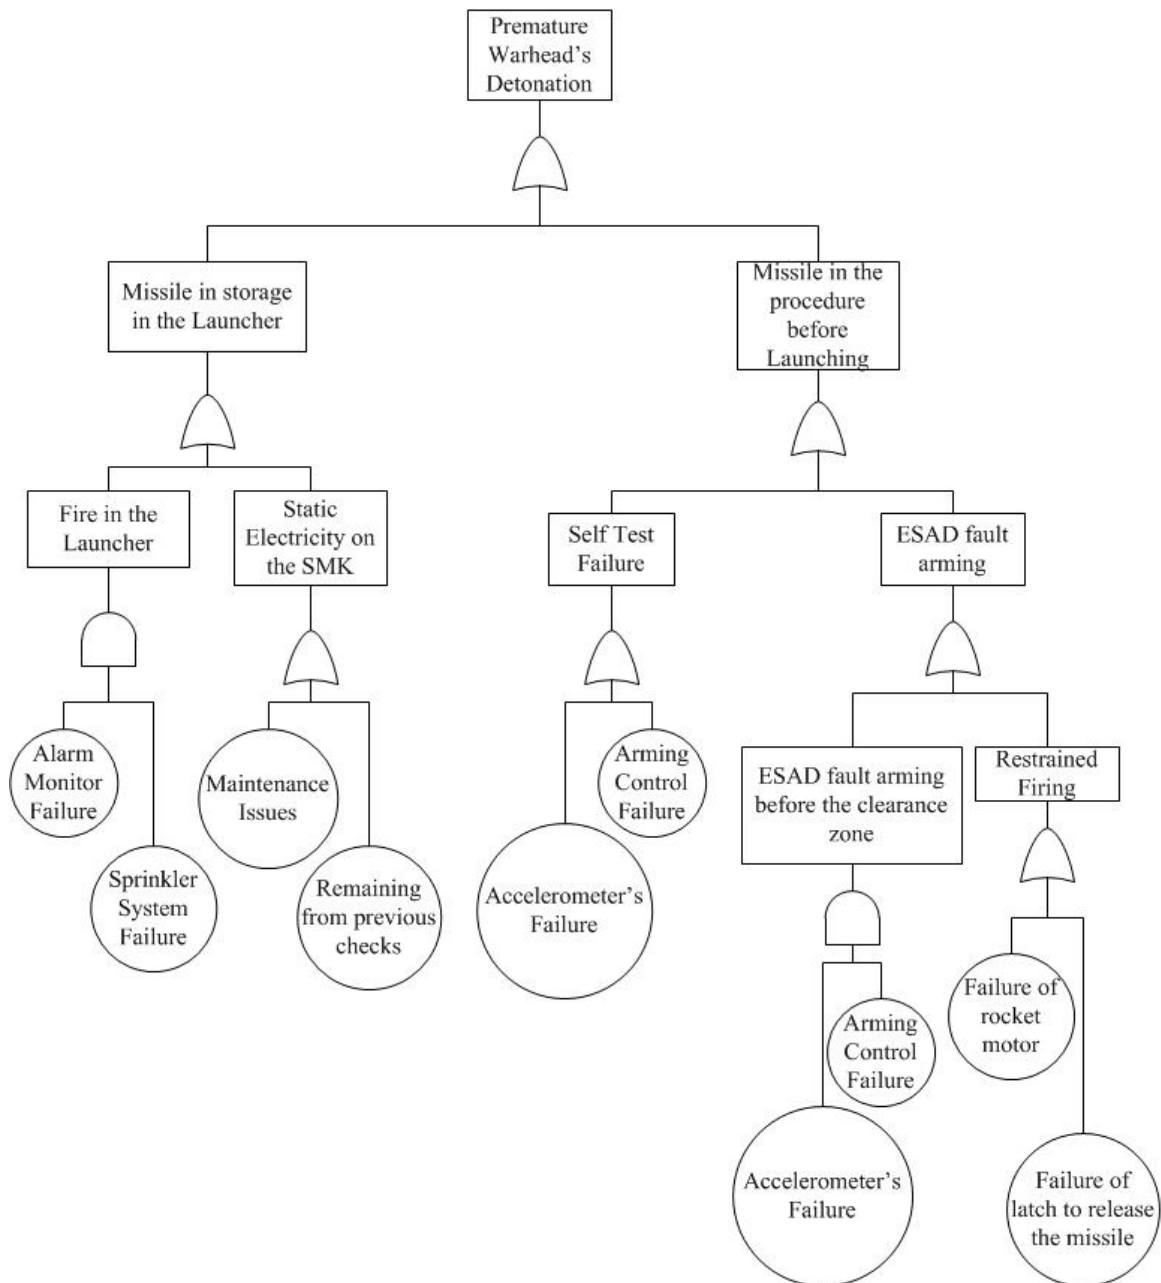 Premature
Warhead's
Detonation
Missile in storage
in the Launcher
Missile in the
procedure
before
Launching
Fire in the
Launcher
Static
Electricity on
the SMK
Self Test
Failure
ESAD fault
arming
Alarm
Monitor
Failure
Sprinkler
System
Failure
Maintenance
Issues
Remaining
from previous
checks
Accelerometer's
Failure
Arming
Control
Failure
ESAD fault arming
before the clearance
zone
Restrained
Firing
Accelerometer's
Failure
Arming
Control
Failure
Failure of
rocket
motor
Failure of
latch to release
the missile